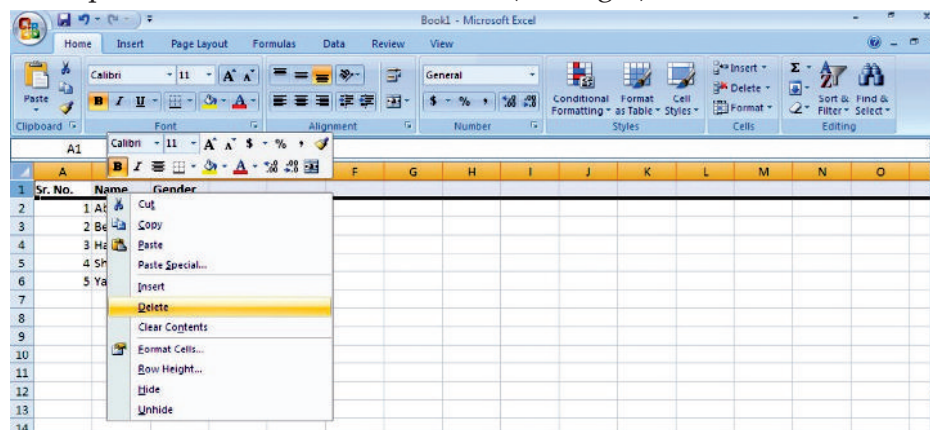 Book1 - Microsoft Excel
Home Insert Page Layout Formulas Data Review View
Paste
Calibri 11 A A
B I U A
General
$ % ,
Conditional Formatting
Format as Table
Cell Styles
Insert
Delete
Format
Σ
Sort & Filter
Find & Select
Clipboard Font Alignment Number Styles Cells Editing
A1
Calibri 11 A A $ % ,
B I A
A F G H I J K L M N O
1 Sr. No. Name Gender
2 1
3 2 Be
4 3 Ha
5 4 Sh
6 5 Ya
7
8
9
10
11
12
13
14
Cut
Copy
Paste
Paste Special...
Insert
Delete
Clear Contents
Format Cells...
Row Height...
Hide
Unhide